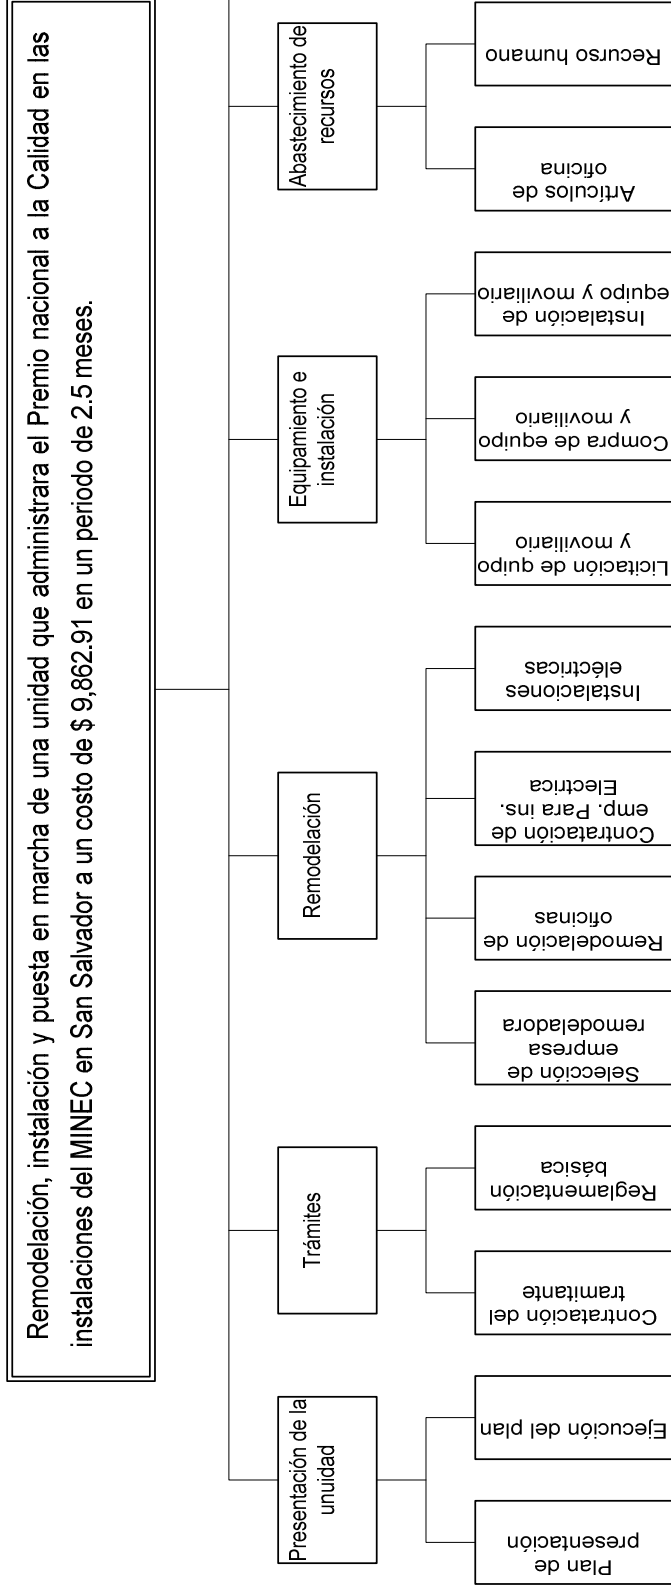 Remodelación, instalación y puesta en marcha de una unidad que administrara el Premio nacional a la Calidad en las
instalaciones del MINEC en San Salvador a un costo de $ 9,862.91 en un periodo de 2.5 meses.
Presentación de la
unuidad
Plan de
presentación
Ejecución del plan
Trámites
Contratación del
tramitante
Reglamentación
básica
Remodelación
Selección de
empresa
remodeladora
Remodelación de
oficinas
Contratación de
emp. Para ins.
Electrica
Instalaciones
eléctricas
Equipamiento e
instalación
Licitación de quipo
y moviliario
Compra de equipo
y moviliario
Instalación de
equipo y moviliario
Abastecimiento de
recursos
Artículos de
oficina
Recurso humano